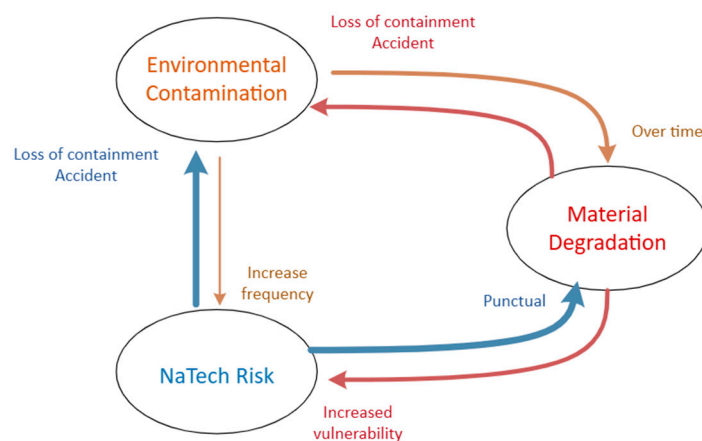 Loss of containment
Accident
Environmental
Contamination
Over time
Loss of containment
Accident
Material
Degradation
Increase
frequency
Punctual
NaTech Risk
Increased
vulnerability